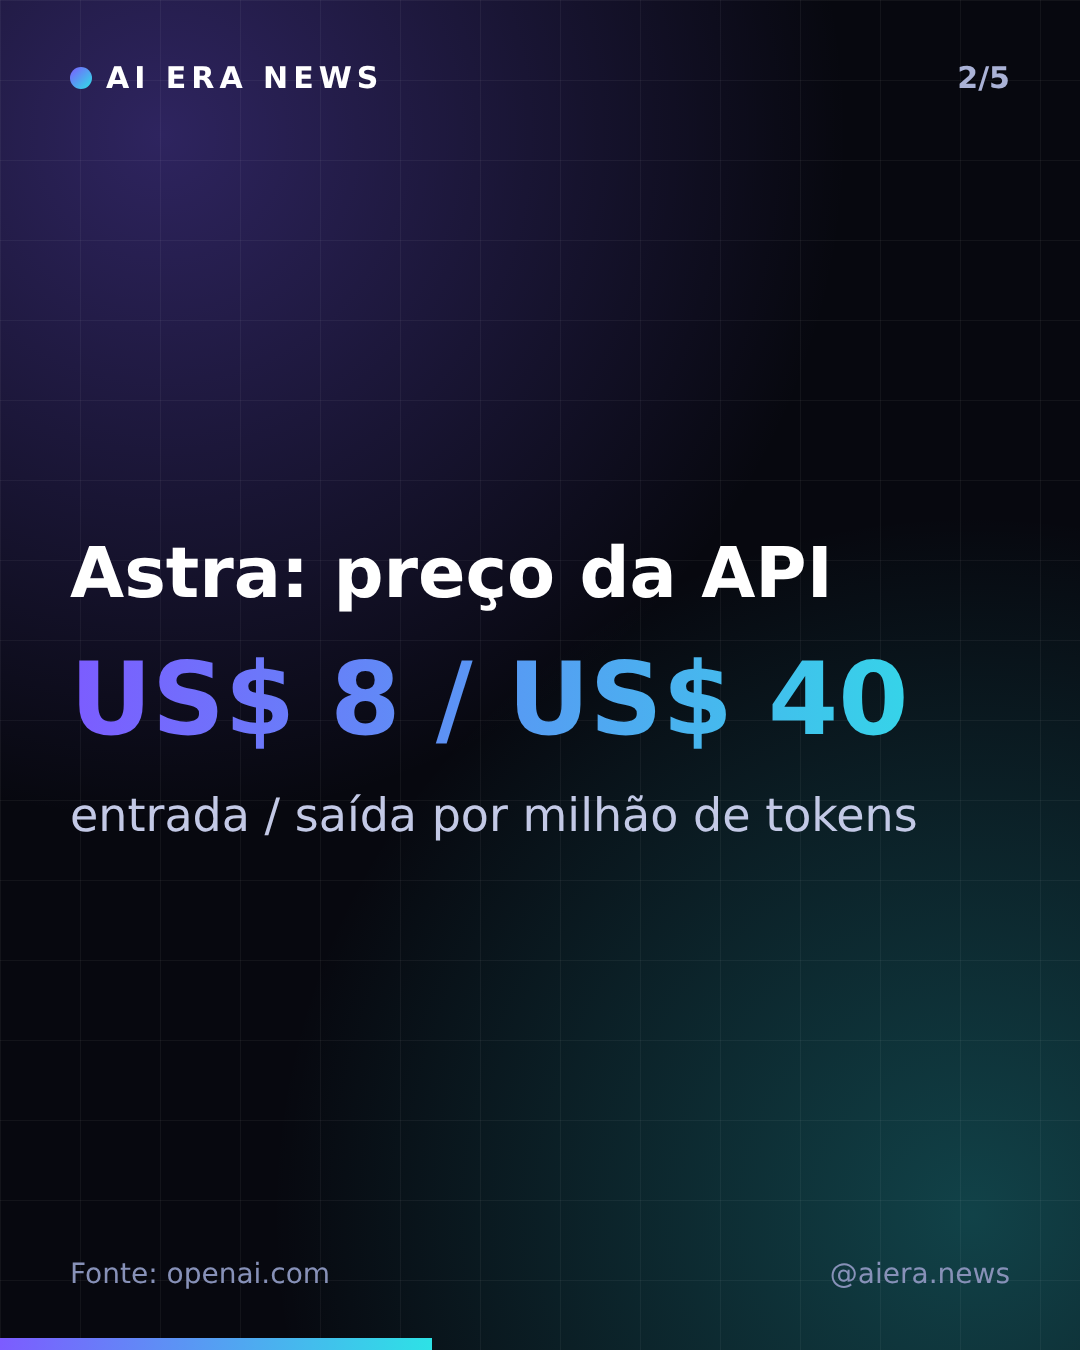 AI ERA NEWS
2/5
Astra: preço da API
US$ 8 / US$ 40
entrada / saída por milhão de tokens
Fonte: openai.com
@aiera.news